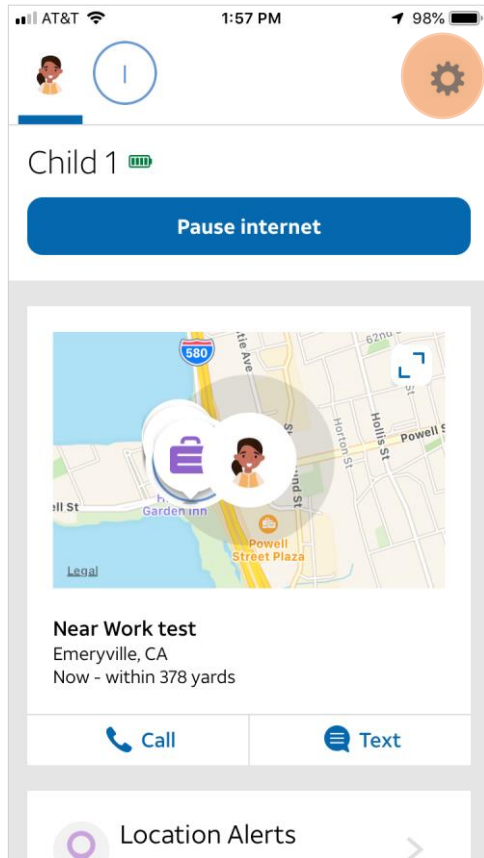 AT&T
1:57 PM
98%
I
Child 1
Pause internet
580
62nd
St
Hollis St
Horton St
Powell S
ell St
Garden Inn
Powell
Street Plaza
Legal
Near Work test
Emeryville, CA
Now - within 378 yards
Call
Text
Location Alerts